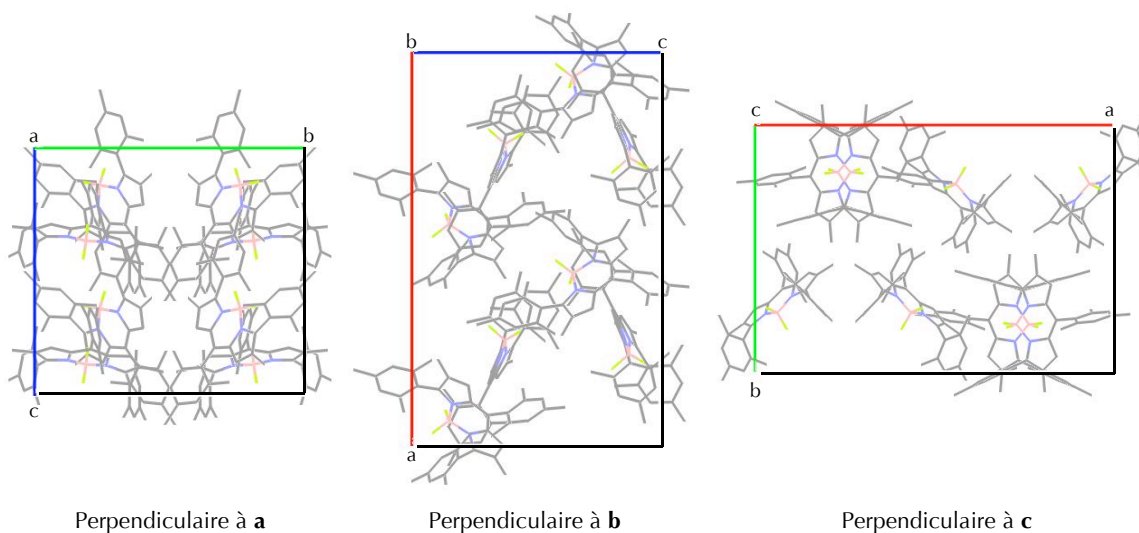 a
b
c
b
c
a
c
a
b
Perpendiculaire à a
Perpendiculaire à b
Perpendiculaire à c